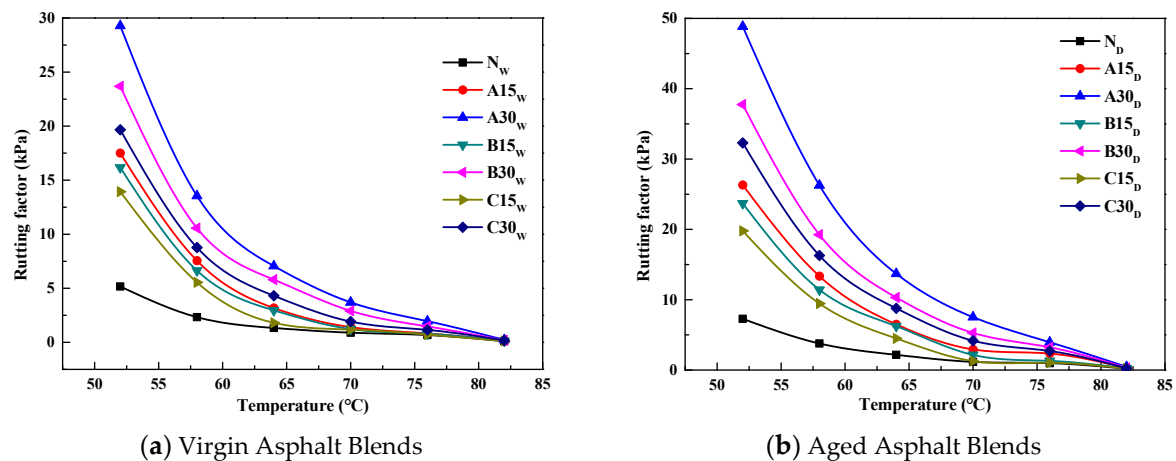 30
25
20
15
10
5
0
Rutting factor (kPa)
50 55 60 65 70 75 80 85
Temperature (℃)
N_W
A15_W
A30_W
B15_W
B30_W
C15_W
C30_W
(a) Virgin Asphalt Blends
50
40
30
20
10
0
Rutting factor (kPa)
50 55 60 65 70 75 80 85
Temperature (℃)
N_D
A15_D
A30_D
B15_D
B30_D
C15_D
C30_D
(b) Aged Asphalt Blends